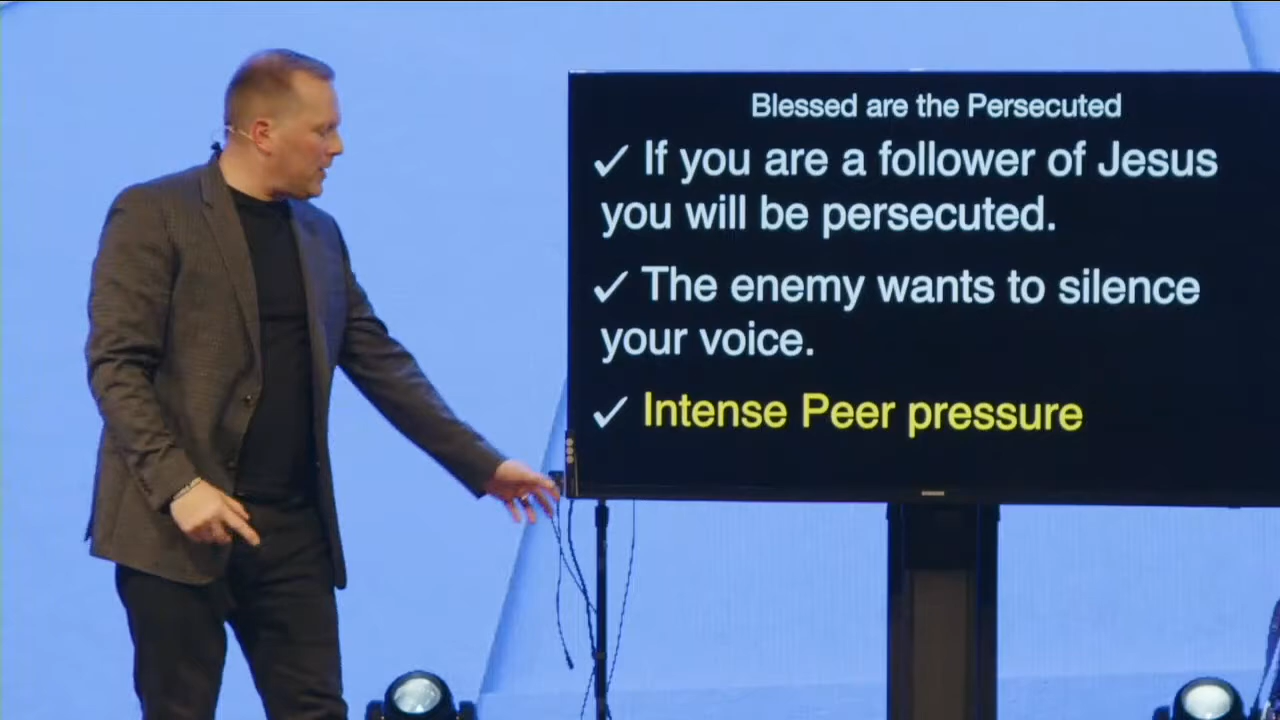 Blessed are the Persecuted
✓ If you are a follower of Jesus
you will be persecuted.
✓ The enemy wants to silence
your voice.
✓ Intense Peer pressure